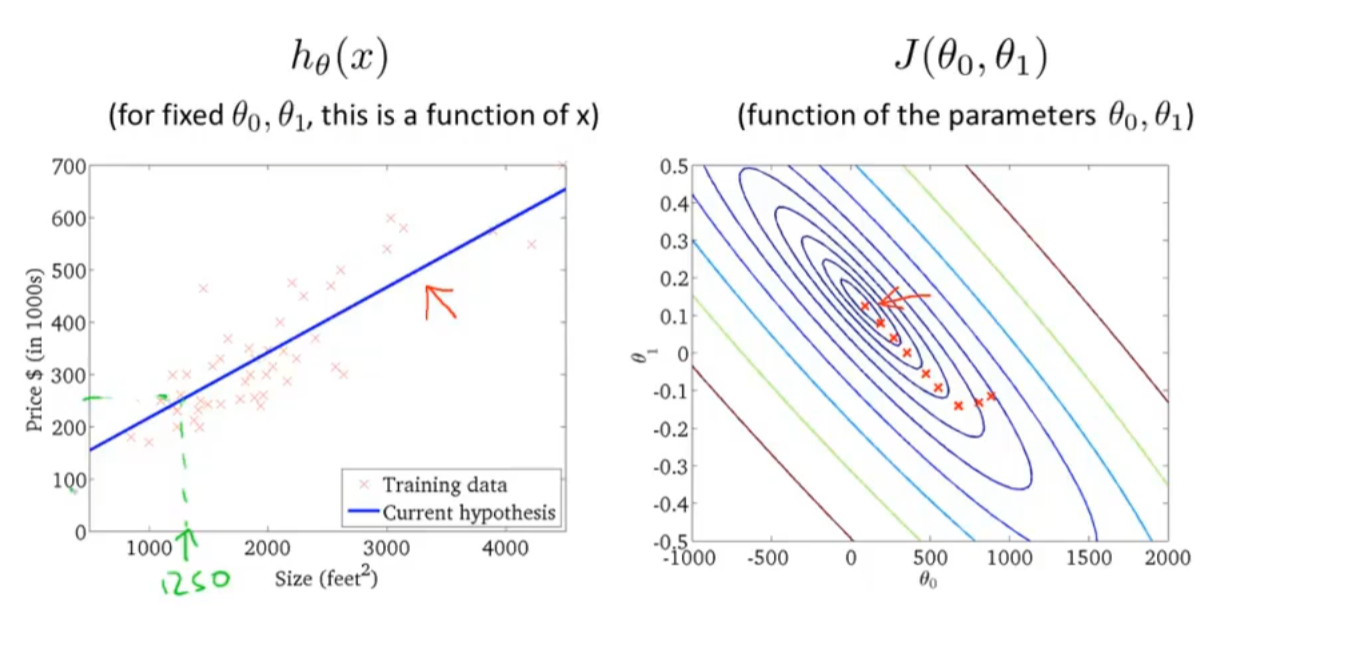 hθ(x)
(for fixed θ0, θ1, this is a function of x)
700
600
500
400
300
200
100
0
Price $ (in 1000s)
1000 2000 3000 4000
Size (feet2)
Training data
Current hypothesis
1250
J(θ0, θ1)
(function of the parameters θ0, θ1)
0.5
0.4
0.3
0.2
0.1
0
-0.1
-0.2
-0.3
-0.4
-0.5
θ1
-1000 -500 0 500 1000 1500 2000
θ0